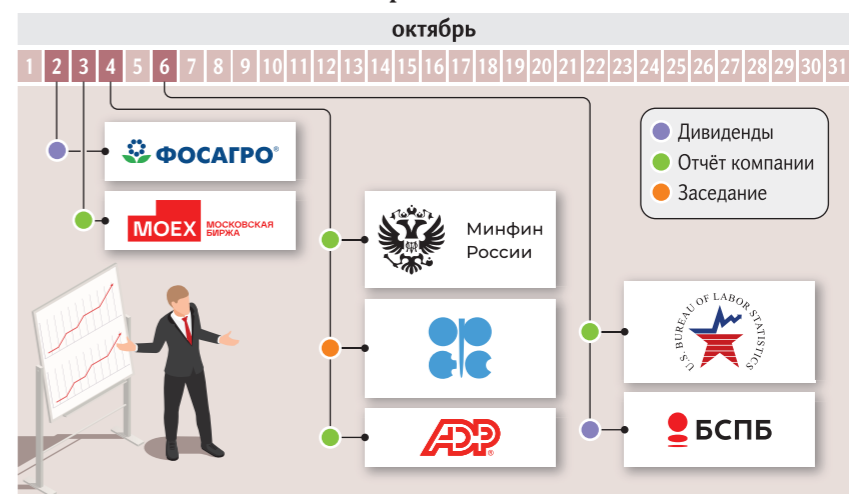 октябрь
1 2 3 4 5 6 7 8 9 10 11 12 13 14 15 16 17 18 19 20 21 22 23 24 25 26 27 28 29 30 31
ФОСАГРО®
MOEX МОСКОВСКАЯ
БИРЖА
Минфин
России
ADP®
U.S. BUREAU OF LABOR STATISTICS
БСПБ
Дивиденды
Отчёт компании
Заседание